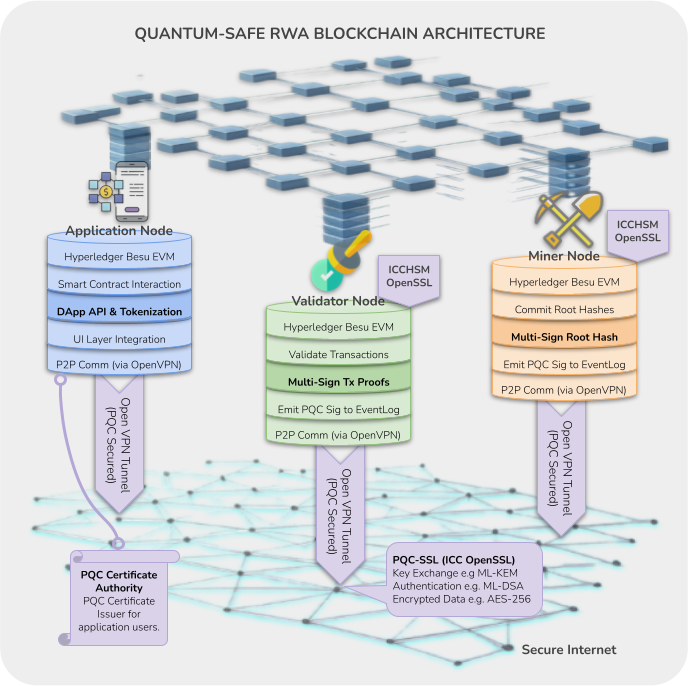 QUANTUM-SAFE RWA BLOCKCHAIN ARCHITECTURE
Application Node
Hyperledger Besu EVM
Smart Contract Interaction
DApp API & Tokenization
UI Layer Integration
P2P Comm (via OpenVPN)
Open VPN Tunnel
(PQC Secured)
ICCHSM
OpenSSL
Validator Node
Hyperledger Besu EVM
Validate Transactions
Multi-Sign Tx Proofs
Emit PQC Sig to EventLog
P2P Comm (via OpenVPN)
Open VPN Tunnel
(PQC Secured)
ICCHSM
OpenSSL
Miner Node
Hyperledger Besu EVM
Commit Root Hashes
Multi-Sign Root Hash
Emit PQC Sig to EventLog
P2P Comm (via OpenVPN)
Open VPN Tunnel
(PQC Secured)
PQC Certificate
Authority
PQC Certificate
Issuer for
application users.
PQC-SSL (ICC OpenSSL)
Key Exchange e.g ML-KEM
Authentication e.g. ML-DSA
Encrypted Data e.g. AES-256
Secure Internet